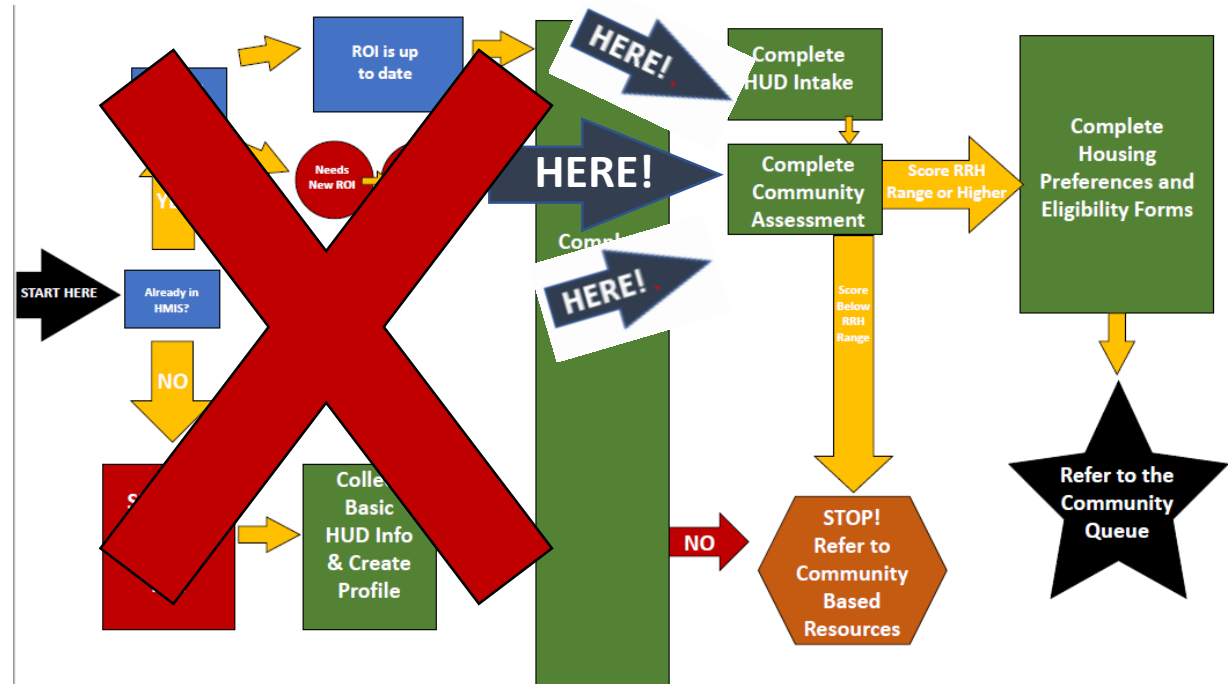 START HERE
Already in
HMIS?
NO
ROI is up
to date
Needs
New ROI
Collect
Basic
HUD Info
& Create
Profile
HERE!
HERE!
HERE!
NO
Complete
HUD Intake
Complete
Community
Assessment
Score RRH
Range or Higher
Score
Below
RRH
Range
STOP!
Refer to
Community
Based
Resources
Complete
Housing
Preferences and
Eligibility Forms
Refer to the
Community
Queue